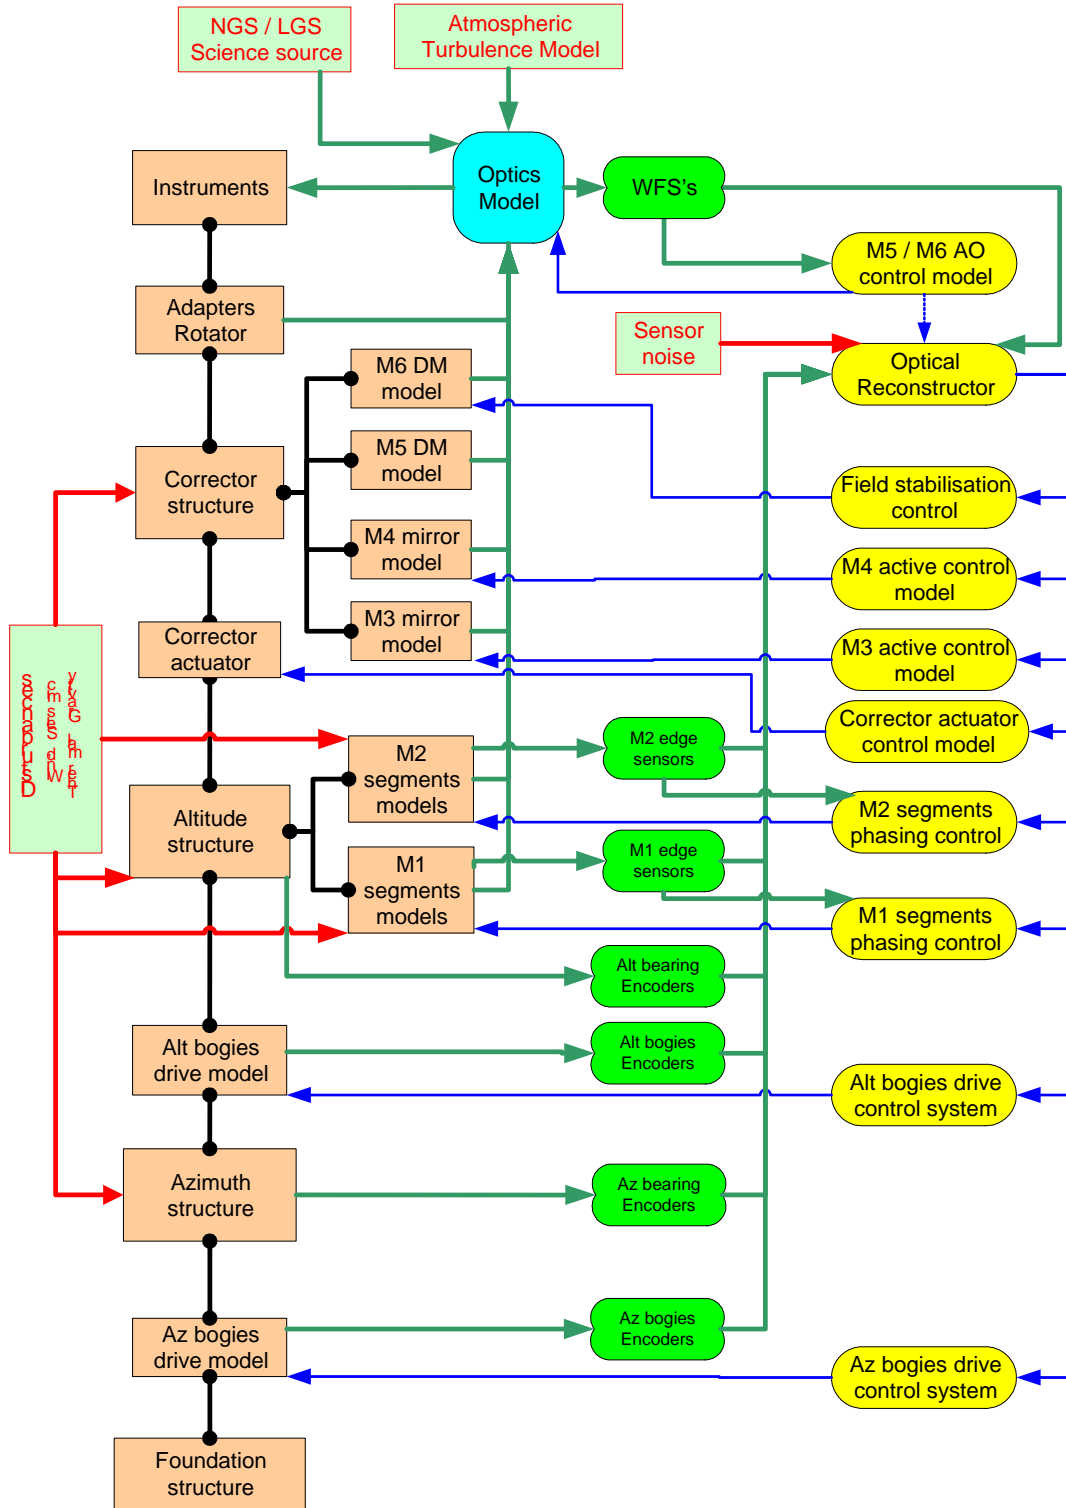 NGS / LGS
Science source
Atmospheric
Turbulence Model
Optics
Model
Instruments
WFS's
M5 / M6 AO
control model
Adapters
Rotator
Sensor
noise
Optical
Reconstructor
M6 DM
model
M5 DM
model
Corrector
structure
Field stabilisation
control
M4 mirror
model
M4 active control
model
M3 mirror
model
M3 active control
model
Corrector
actuator
Disturbances
Wind Seismic
Thermal Gravity
Corrector actuator
control model
M2
segments
models
M2 edge
sensors
Altitude
structure
M2 segments
phasing control
M1
segments
models
M1 edge
sensors
M1 segments
phasing control
Alt bearing
Encoders
Alt bogies
drive model
Alt bogies
Encoders
Alt bogies drive
control system
Azimuth
structure
Az bearing
Encoders
Az bogies
drive model
Az bogies
Encoders
Az bogies drive
control system
Foundation
structure